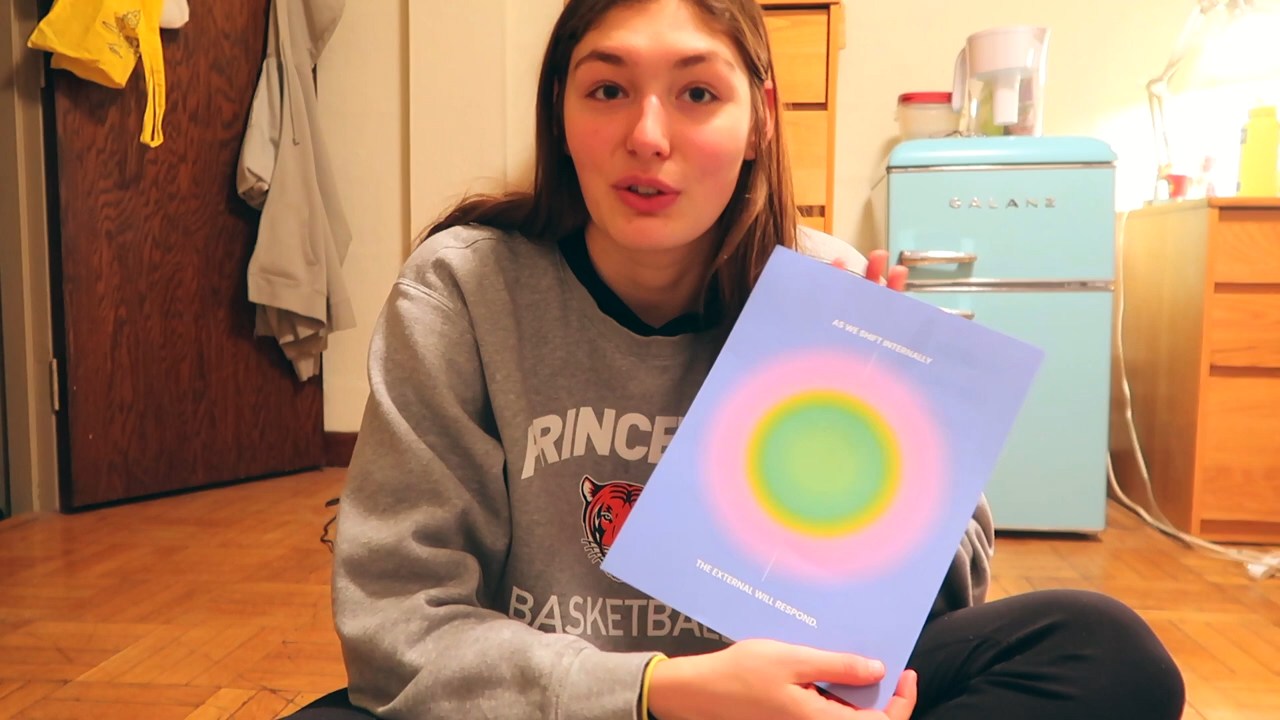 GALANZ
AS WE SHIFT INTERNALLY
PRINCE
BASKETBALL
THE EXTERNAL WILL RESPOND.